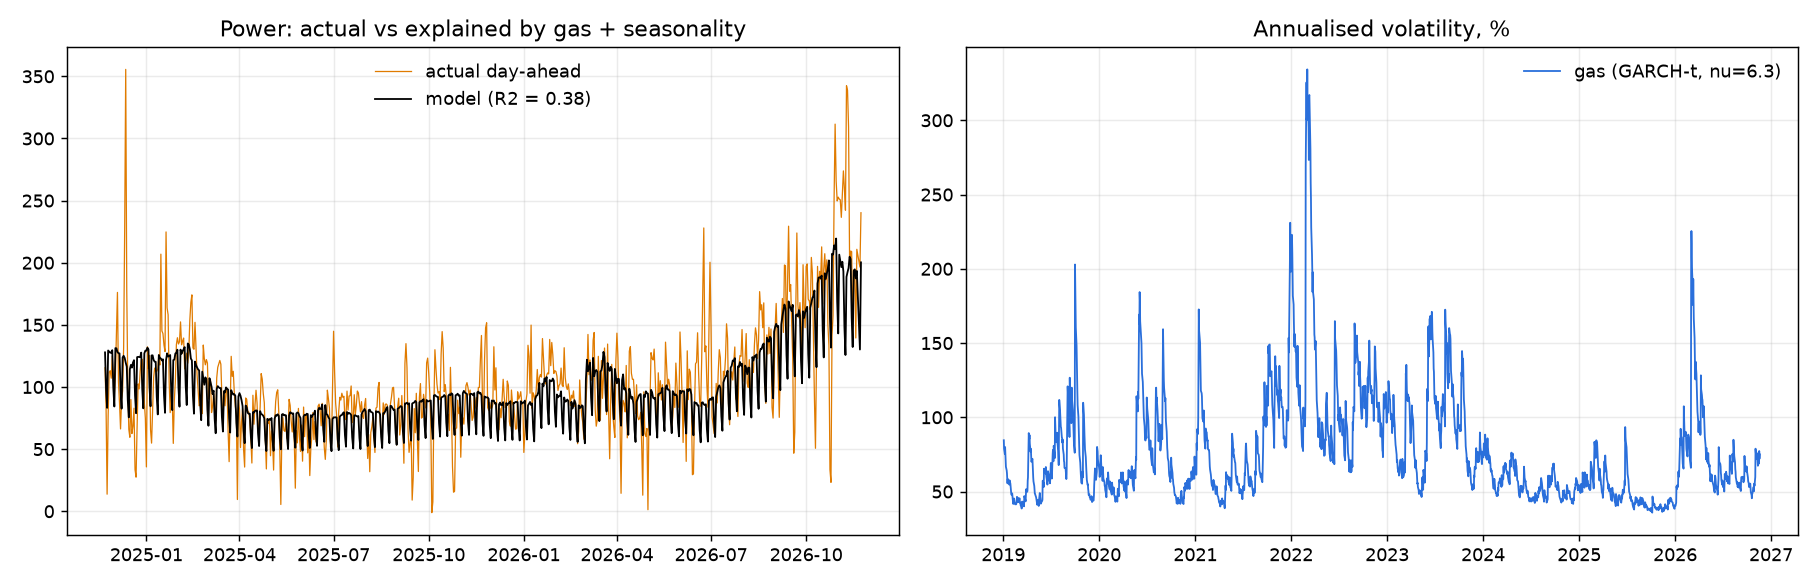 Power: actual vs explained by gas + seasonality
actual day-ahead
model (R2 = 0.38)
350
300
250
200
150
100
50
0
2025-01 2025-04 2025-07 2025-10 2026-01 2026-04 2026-07 2026-10
Annualised volatility, %
gas (GARCH-t, nu=6.3)
300
250
200
150
100
50
2019 2020 2021 2022 2023 2024 2025 2026 2027